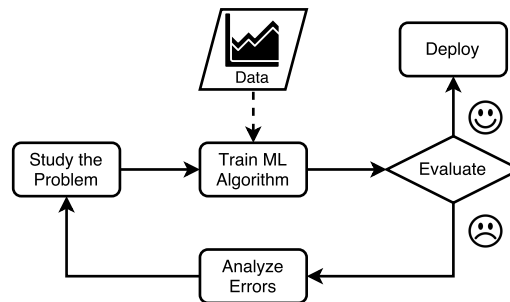 Data
Deploy
Study the
Problem
Train ML
Algorithm
Evaluate
Analyze
Errors